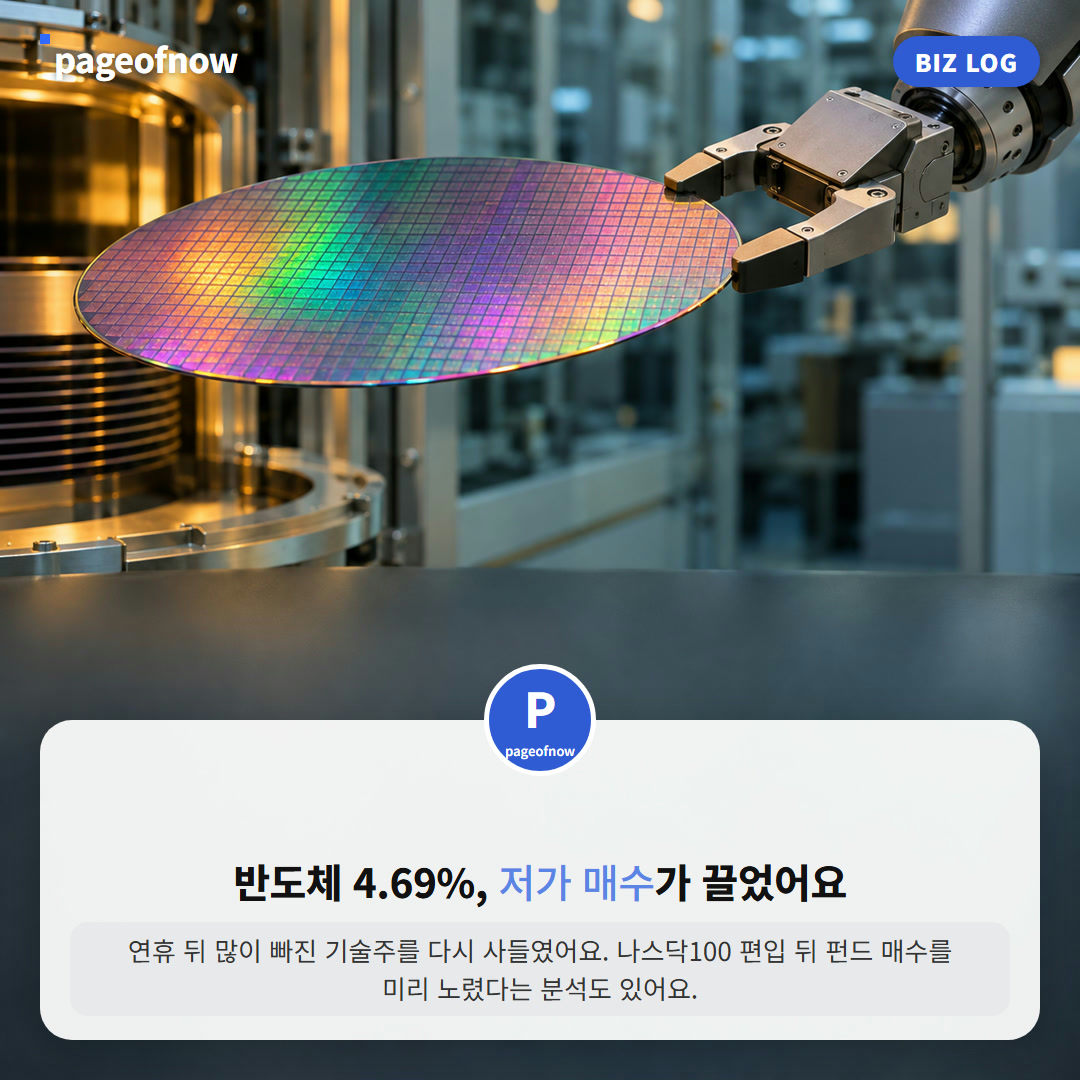 pageofnow
BIZ LOG
P
pageofnow
반도체 4.69%, 저가 매수가 끌었어요
연휴 뒤 많이 빠진 기술주를 다시 사들였어요. 나스닥100 편입 뒤 펀드 매수를
미리 노렸다는 분석도 있어요.